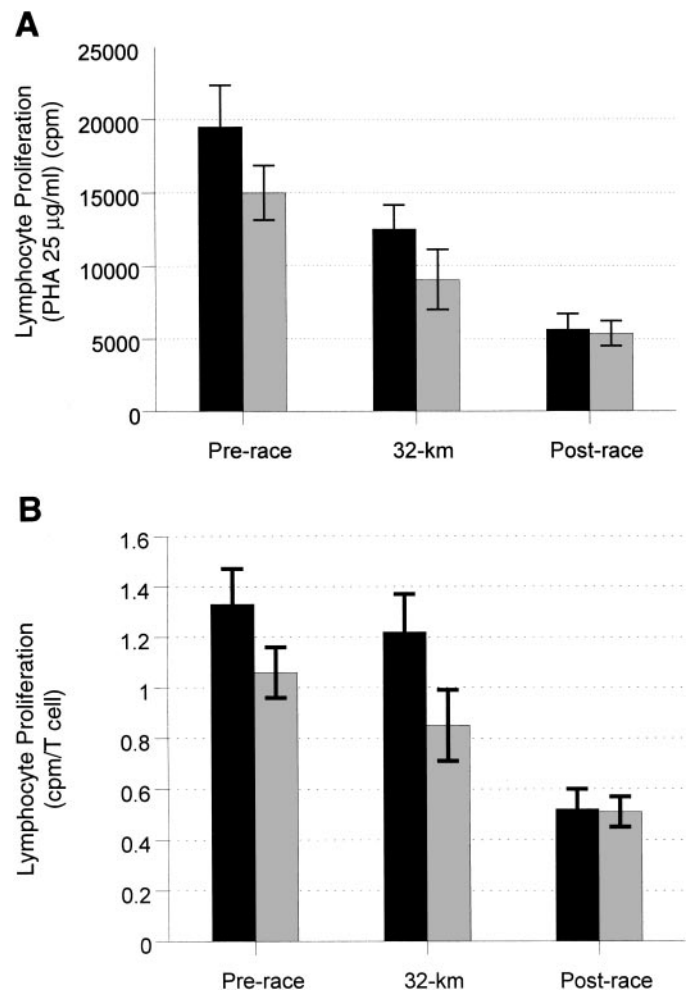 A
Lymphocyte Proliferation
(PHA 25 μg/ml) (cpm)
25000
20000
15000
10000
5000
0
Pre-race
32-km
Post-race
B
Lymphocyte Proliferation
(cpm/T cell)
1.6
1.4
1.2
1
0.8
0.6
0.4
0.2
0
Pre-race
32-km
Post-race